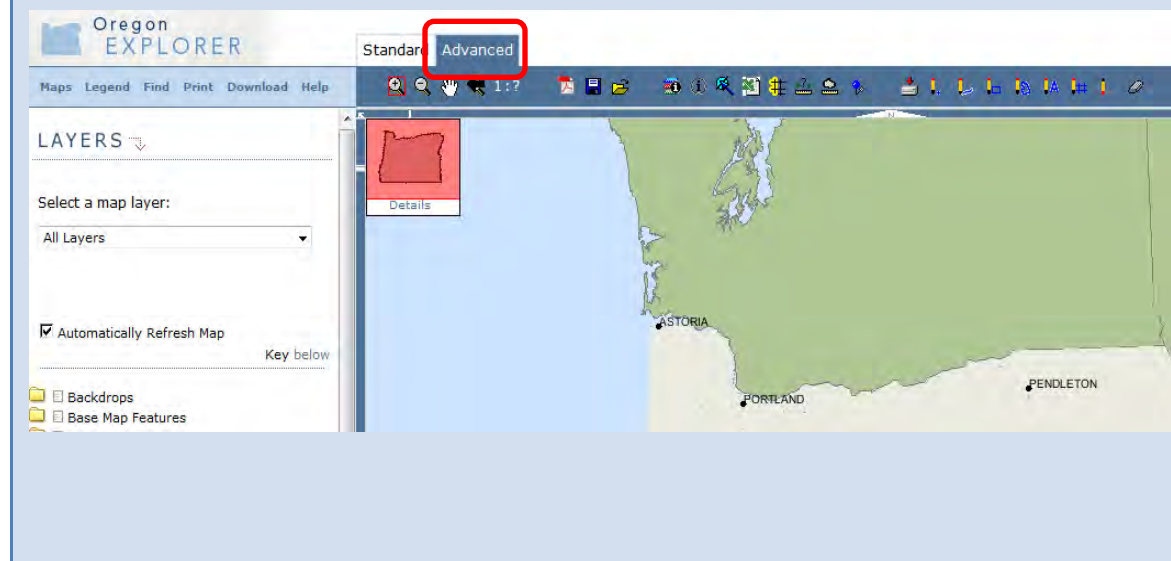 Oregon
EXPLORER
Standard Advanced
Maps Legend Find Print Download Help
1:?
N
LAYERS
Details
Select a map layer:
All Layers
Automatically Refresh Map
Key below
Backdrops
Base Map Features
ASTORIA
PORTLAND
PENDLETON